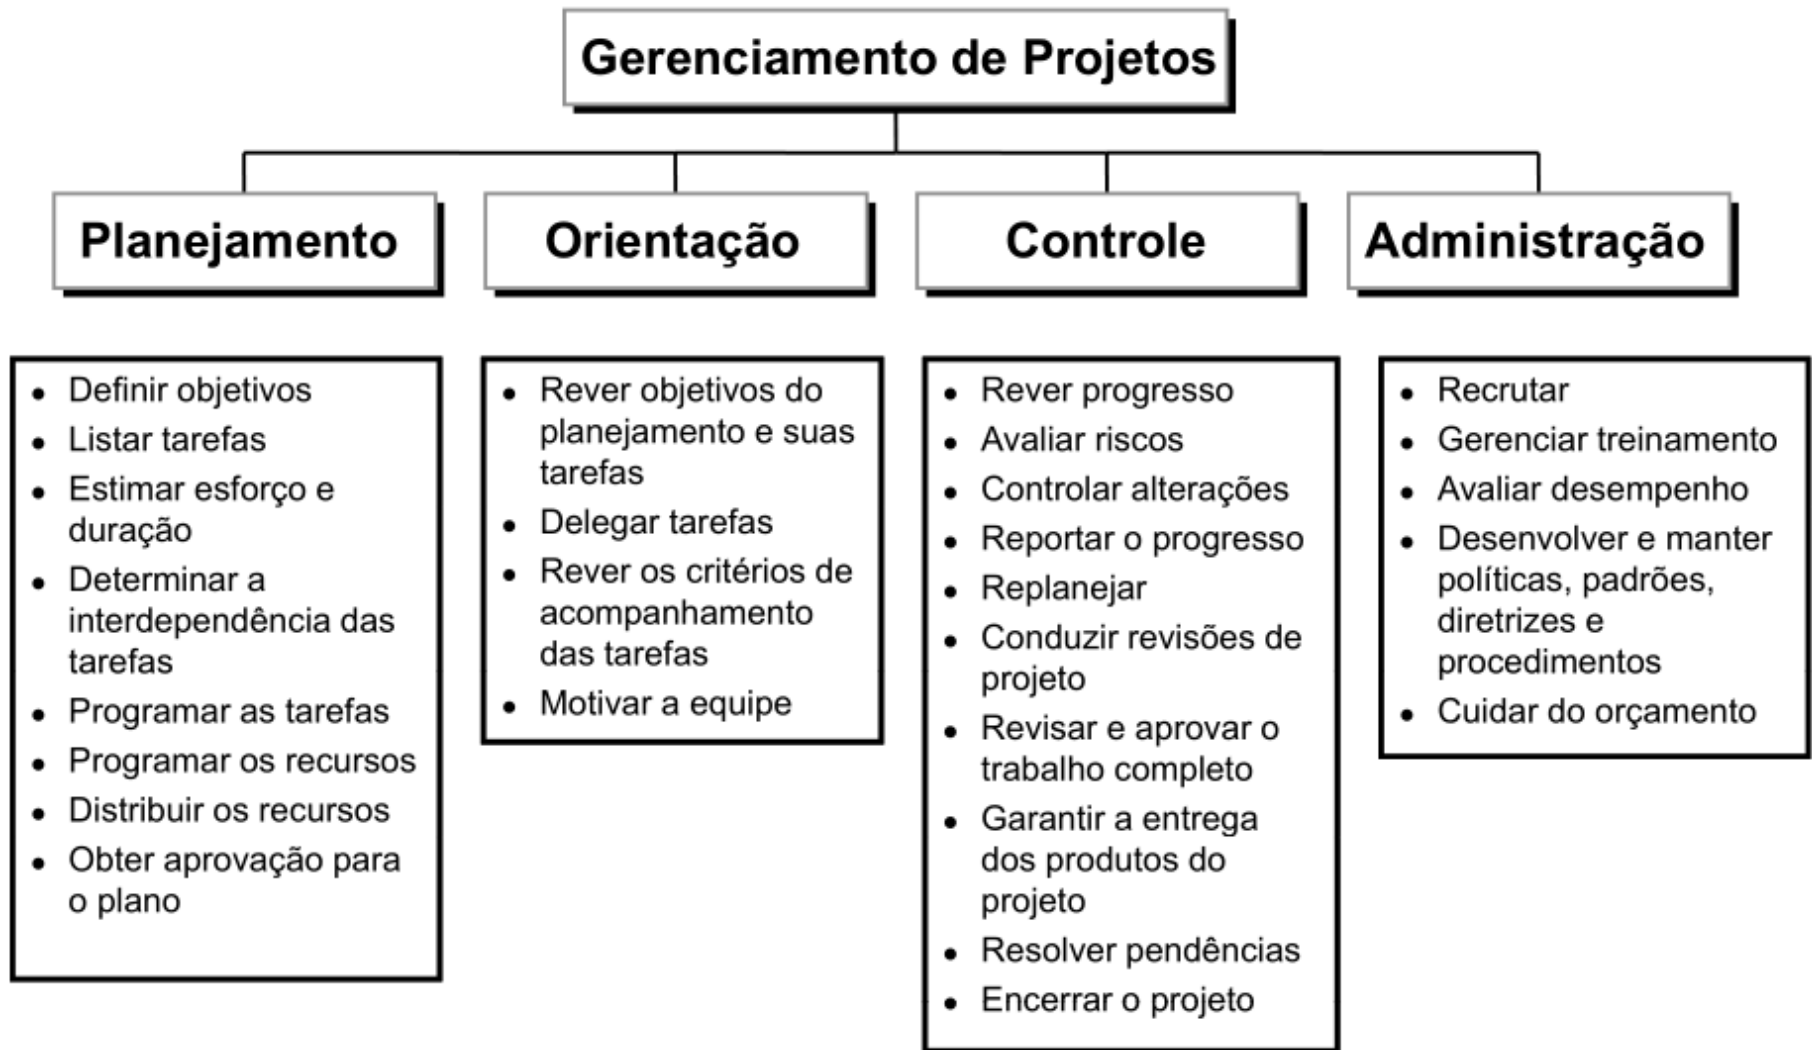 Gerenciamento de Projetos
Planejamento
Orientação
Controle
Administração
• Definir objetivos
• Listar tarefas
• Estimar esforço e
duração
• Determinar a
interdependência das
tarefas
• Programar as tarefas
• Programar os recursos
• Distribuir os recursos
• Obter aprovação para
o plano
• Rever objetivos do
planejamento e suas
tarefas
• Delegar tarefas
• Rever os critérios de
acompanhamento
das tarefas
• Motivar a equipe
• Rever progresso
• Avaliar riscos
• Controlar alterações
• Reportar o progresso
• Replanejar
• Conduzir revisões de
projeto
• Revisar e aprovar o
trabalho completo
• Garantir a entrega
dos produtos do
projeto
• Resolver pendências
• Encerrar o projeto
• Recrutar
• Gerenciar treinamento
• Avaliar desempenho
• Desenvolver e manter
políticas, padrões,
diretrizes e
procedimentos
• Cuidar do orçamento